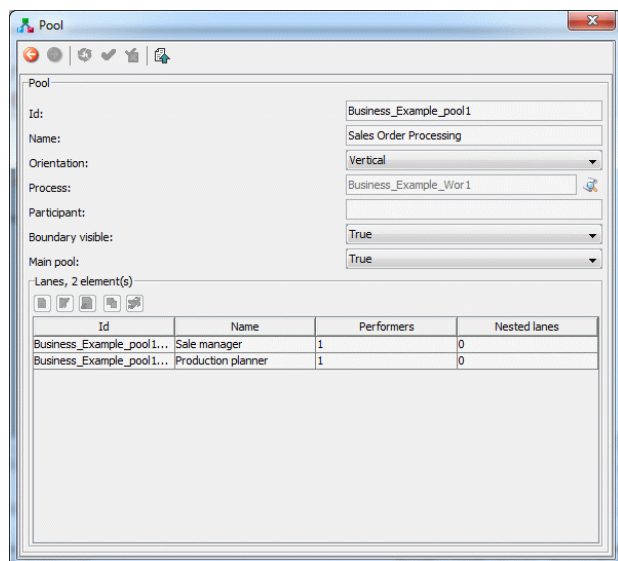 Pool
Pool
Id: Business_Example_pool1
Name: Sales Order Processing
Orientation: Vertical
Process: Business_Example_Wor1
Participant:
Boundary visible: True
Main pool: True
Lanes, 2 element(s)
Id Name Performers Nested lanes
Business_Example_pool1... Sale manager 1 0
Business_Example_pool1... Production planner 1 0